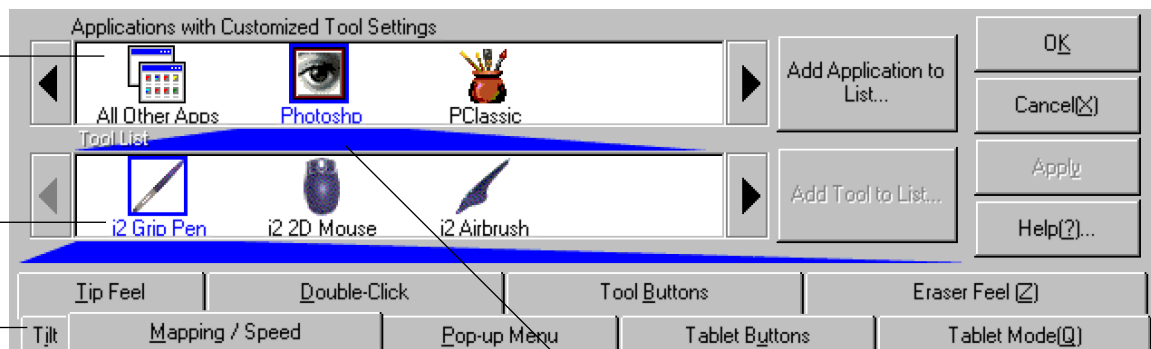 Applications with Customized Tool Settings
All Other Apps
Photoshp
PClassic
Add Application to
List...
OK
Cancel(X)
Tool List
i2 Grip Pen
i2 2D Mouse
i2 Airbrush
Add Tool to List...
Apply
Help(?)...
Tip Feel
Double-Click
Tool Buttons
Eraser Feel (Z)
Tilt
Mapping / Speed
Pop-up Menu
Tablet Buttons
Tablet Mode(Q)